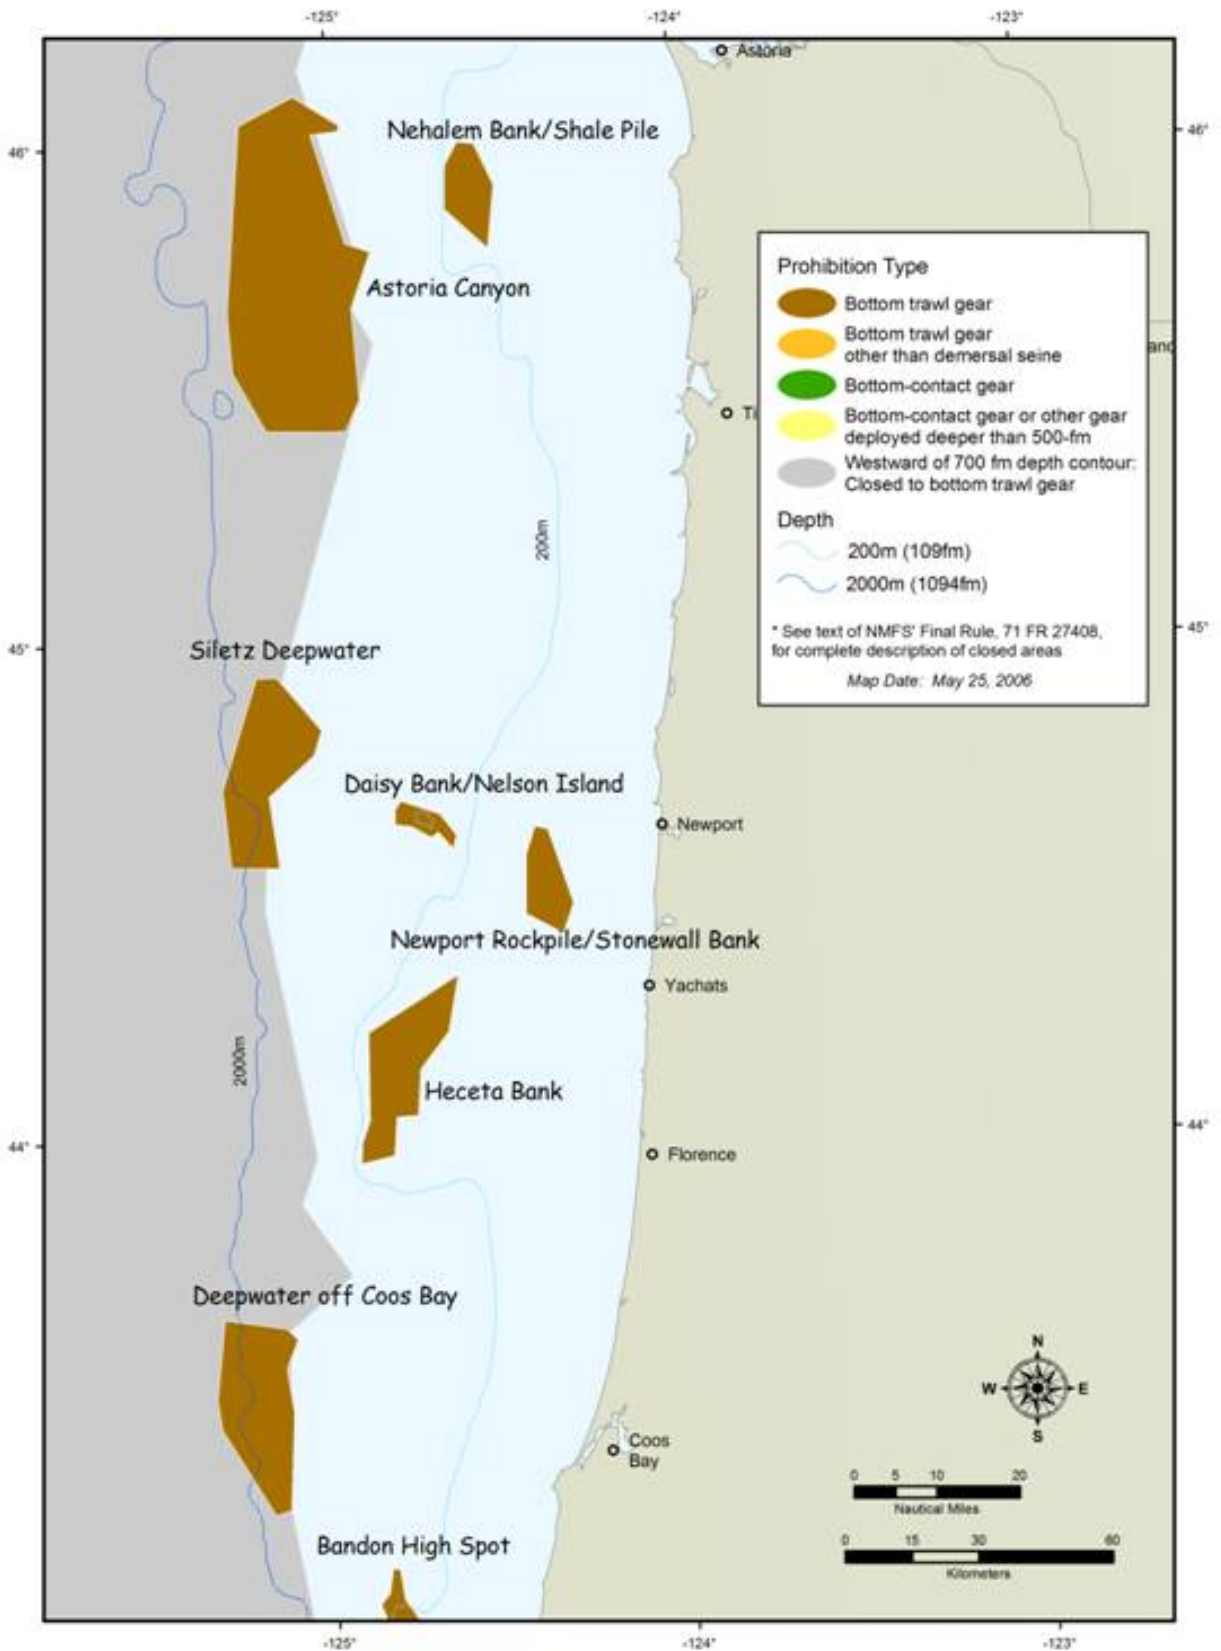 -125°
-124°
-123°
Astoria
Nehalem Bank/Shale Pile
46°
46°
Prohibition Type
Bottom trawl gear
Bottom trawl gear
other than demersal seine
Bottom-contact gear
Bottom-contact gear or other gear
deployed deeper than 500-fm
Westward of 700 fm depth contour:
Closed to bottom trawl gear
Depth
200m (109fm)
2000m (1094fm)
* See text of NMFS' Final Rule, 71 FR 27408,
for complete description of closed areas
Map Date: May 25, 2006
Astoria Canyon
and
Ti
200m
45°
45°
Siletz Deepwater
Daisy Bank/Nelson Island
Newport
Newport Rockpile/Stonewall Bank
Yachats
2000m
Heceta Bank
44°
44°
Florence
Deepwater off Coos Bay
N
W
E
S
Coos
Bay
0 5 10 20
Nautical Miles
Bandon High Spot
0 15 30 60
Kilometers
-125°
-124°
-123°